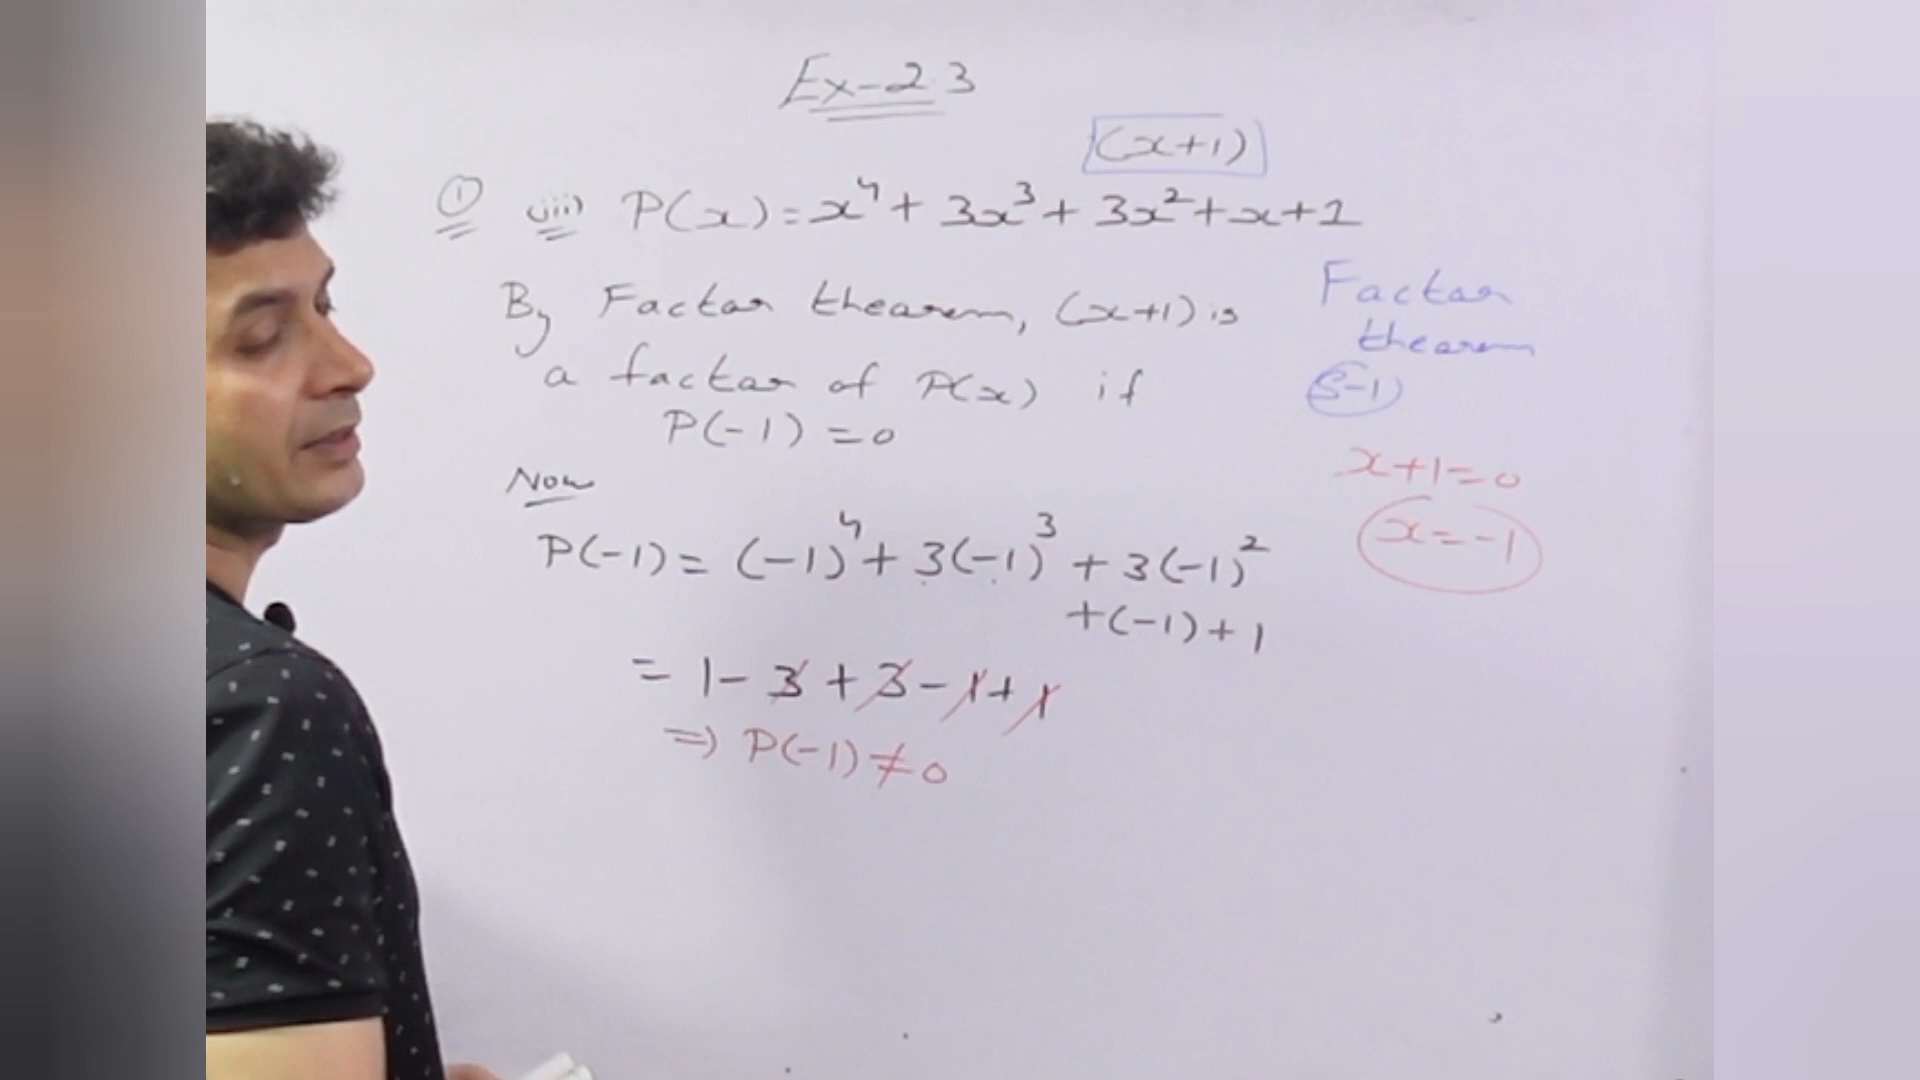 Ex-2.3
(x+1)
① (iii) P(x) = x⁴ + 3x³ + 3x² + x + 1
By Factor theorem, (x+1) is
a factor of P(x) if
P(-1) = 0
Now
P(-1) = (-1)⁴ + 3(-1)³ + 3(-1)²
+(-1) + 1
= 1 - 3 + 3 - 1 + 1
=> P(-1) ≠ 0
Factor
theorem
S-1)
x+1=0
x=-1